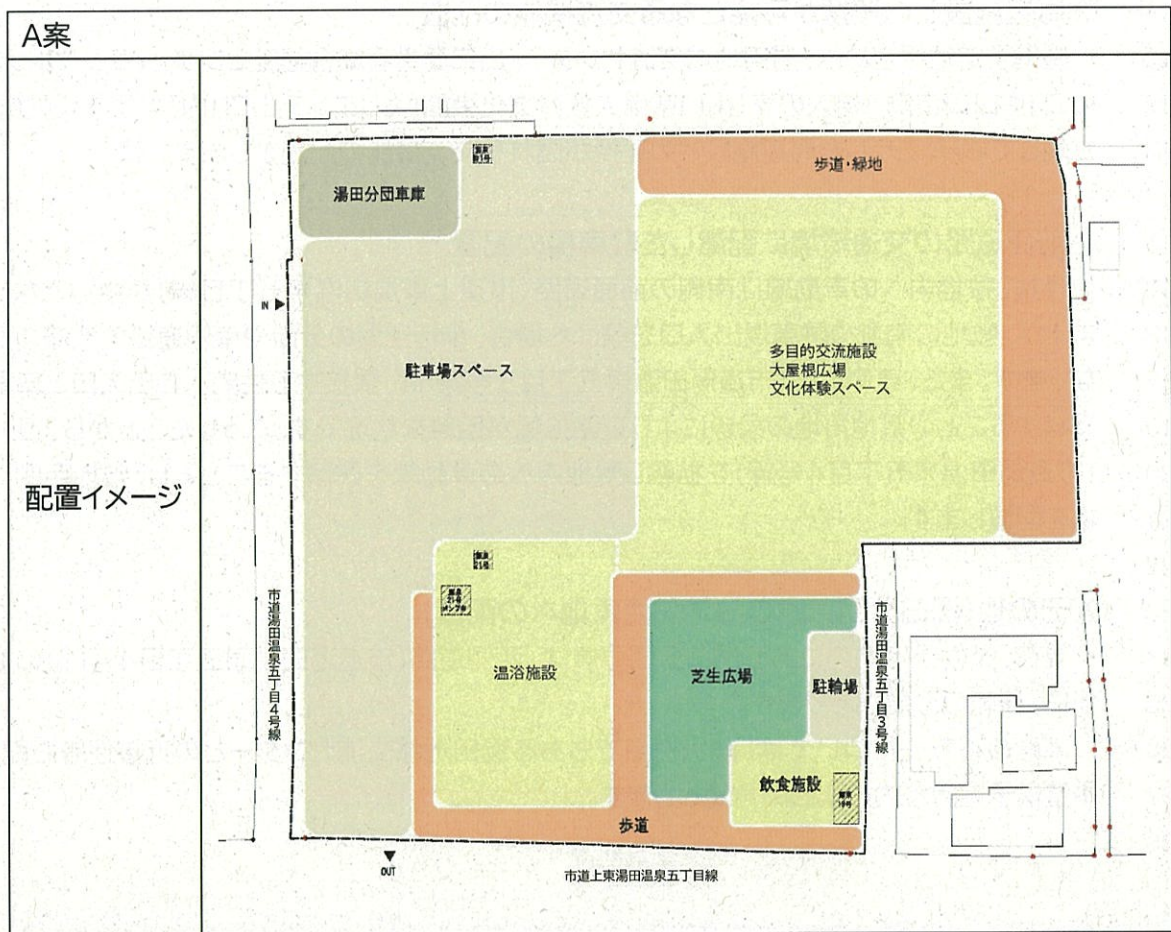 A案
配置イメージ
湯田分団車庫
歩道・緑地
IN
駐車場スペース
多目的交流施設
大屋根広場
文化体験スペース
市道湯田温泉五丁目4号線
温浴施設
芝生広場
駐輪場
市道湯田温泉五丁目3号線
飲食施設
歩道
OUT
市道上東湯田温泉五丁目線